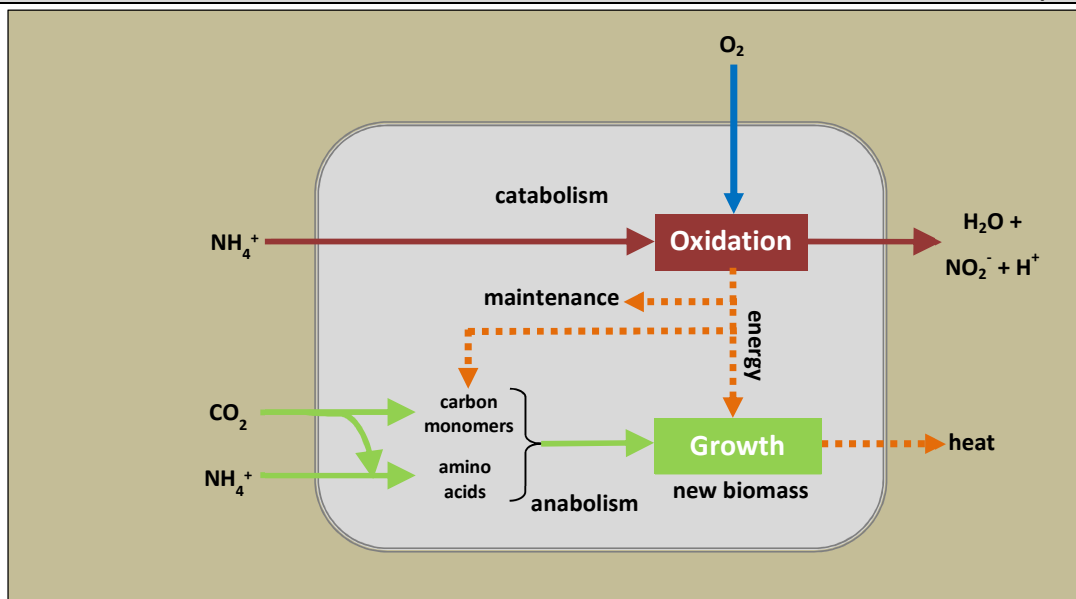 O₂
catabolism
NH₄⁺
Oxidation
H₂O +
NO₂⁻ + H⁺
maintenance
energy
CO₂
carbon
monomers
Growth
heat
NH₄⁺
amino
acids
anabolism
new biomass